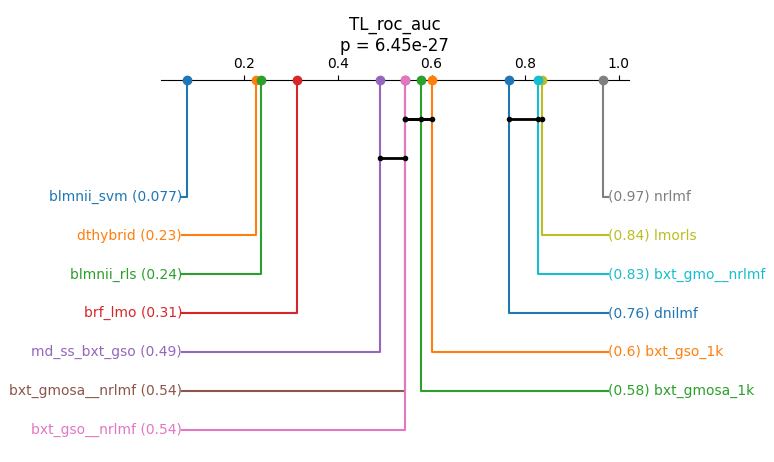 TL_roc_auc
p = 6.45e-27
0.2 0.4 0.6 0.8 1.0
blmnii_svm (0.077)
(0.97) nrlmf
dthybrid (0.23)
(0.84) lmorls
blmnii_rls (0.24)
(0.83) bxt_gmo__nrlmf
brf_lmo (0.31)
(0.76) dnilmf
md_ss_bxt_gso (0.49)
(0.6) bxt_gso_1k
bxt_gmosa__nrlmf (0.54)
(0.58) bxt_gmosa_1k
bxt_gso__nrlmf (0.54)